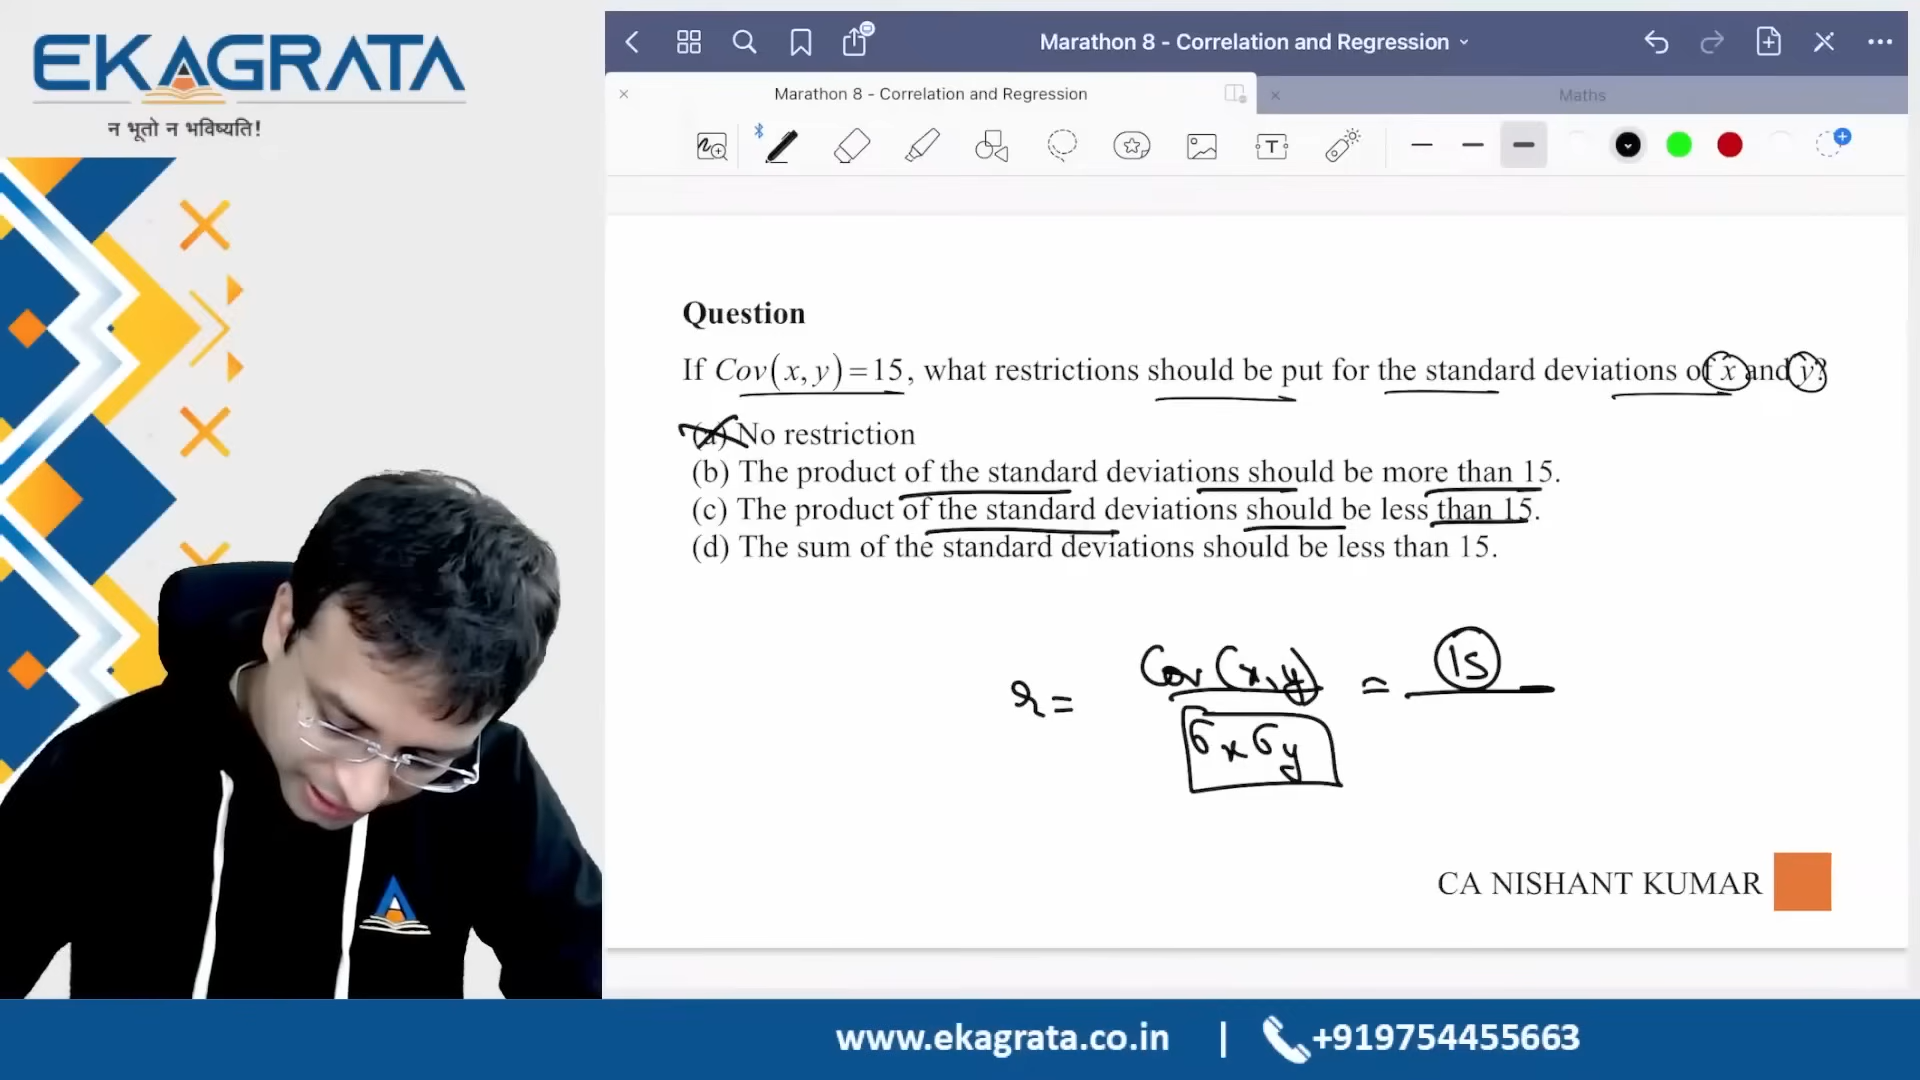 EKAGRATA
न भूतो न भविष्यति!
Marathon 8 - Correlation and Regression
Marathon 8 - Correlation and Regression
Maths
T
Question
If Cov(x, y) = 15, what restrictions should be put for the standard deviations of x and y?
(a) No restriction
(b) The product of the standard deviations should be more than 15.
(c) The product of the standard deviations should be less than 15.
(d) The sum of the standard deviations should be less than 15.
r = Cov (x, y) = 15
σx σy
CA NISHANT KUMAR
www.ekagrata.co.in | +919754455663